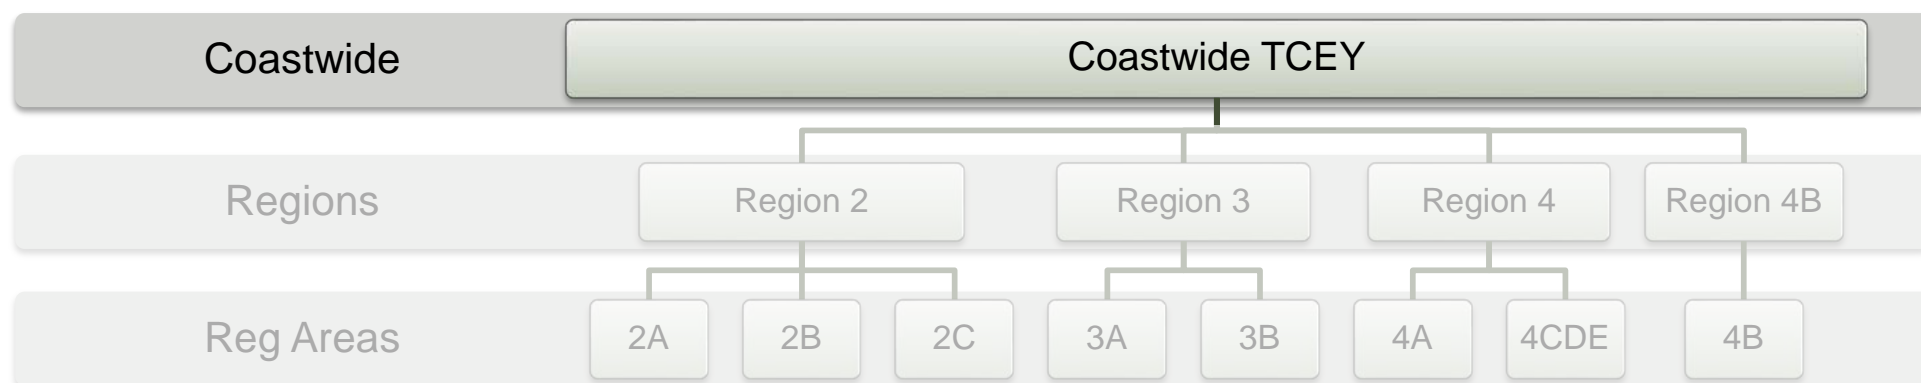 Coastwide
Coastwide TCEY
Regions
Region 2
Region 3
Region 4
Region 4B
Reg Areas
2A
2B
2C
3A
3B
4A
4CDE
4B